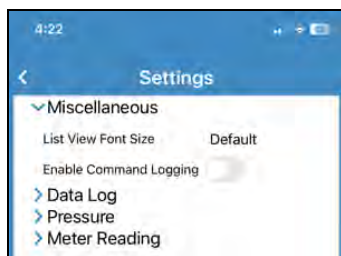 4:22
Settings
Miscellaneous
List View Font Size Default
Enable Command Logging
Data Log
Pressure
Meter Reading